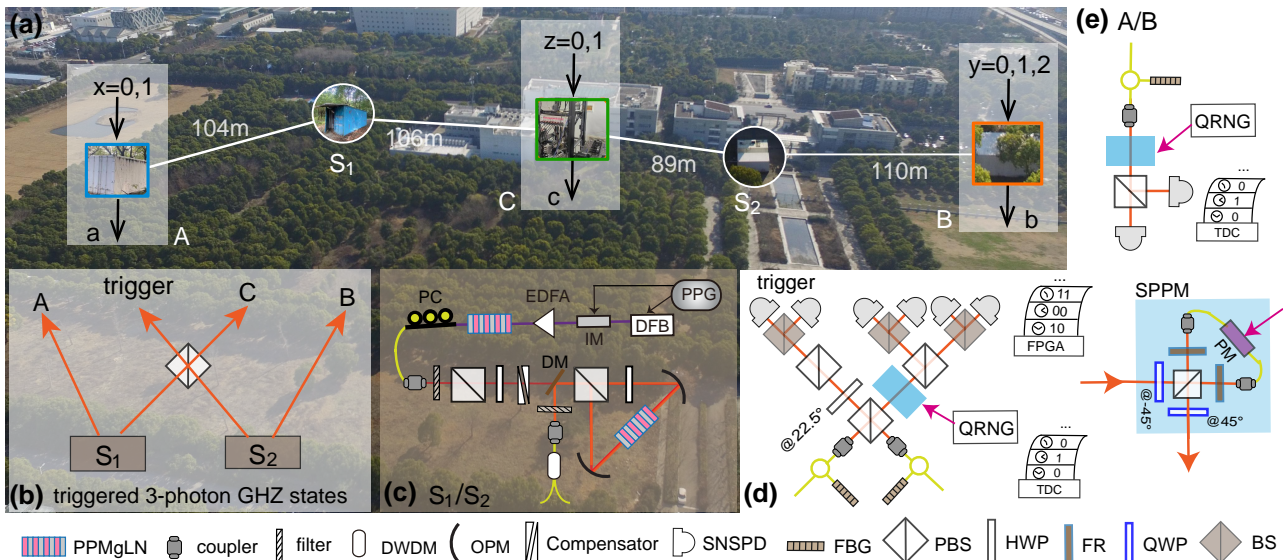 (a)
x=0,1
a
A
104m
S1
106m
z=0,1
C
c
89m
S2
110m
y=0,1,2
B
b
(e) A/B
QRNG
...
0
1
0
TDC
A
trigger
C
B
S1
S2
(b) triggered 3-photon GHZ states
PC
EDFA
IM
DFB
PPG
DM
(c) S1/S2
trigger
@22.5°
QRNG
(d)
...
11
00
10
FPGA
...
0
1
0
TDC
SPPM
PM
@-45°
@45°
PPMgLN
coupler
filter
DWDM
OPM
Compensator
SNSPD
FBG
PBS
HWP
FR
QWP
BS